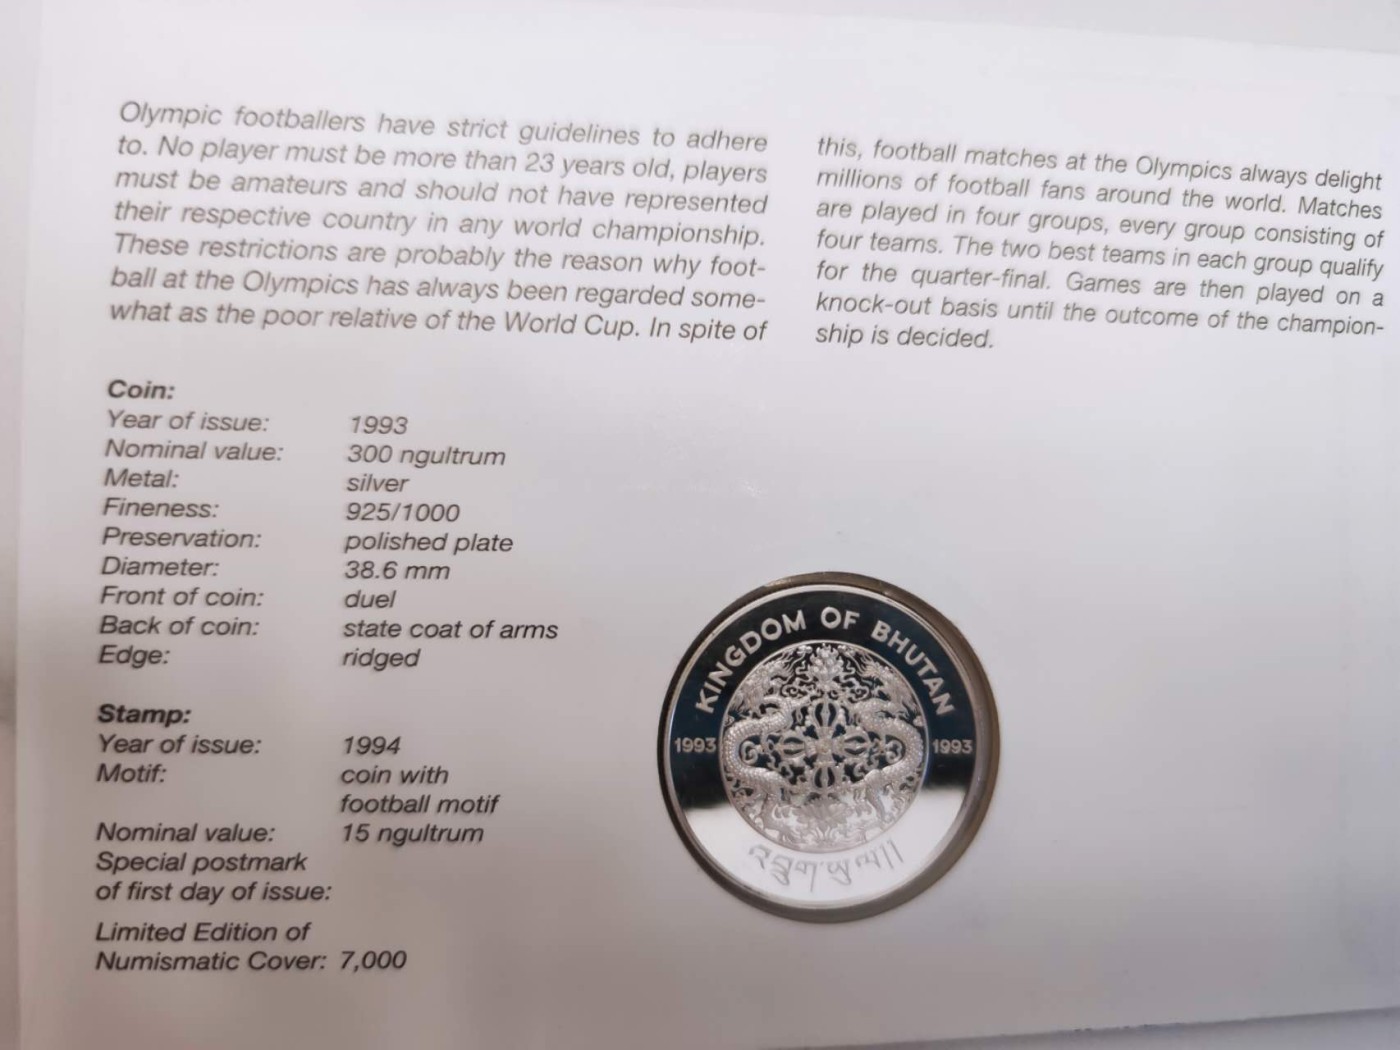 Olympic footballers have strict guidelines to adhere
to. No player must be more than 23 years old, players
must be amateurs and should not have represented
their respective country in any world championship.
These restrictions are probably the reason why foot-
ball at the Olympics has always been regarded some-
what as the poor relative of the World Cup. In spite of
this, football matches at the Olympics always delight
millions of football fans around the world. Matches
are played in four groups, every group consisting of
four teams. The two best teams in each group qualify
for the quarter-final. Games are then played on a
knock-out basis until the outcome of the champion-
ship is decided.
Coin:
Year of issue: 1993
Nominal value: 300 ngultrum
Metal: silver
Fineness: 925/1000
Preservation: polished plate
Diameter: 38.6 mm
Front of coin: duel
Back of coin: state coat of arms
Edge: ridged
Stamp:
Year of issue: 1994
Motif: coin with
football motif
Nominal value: 15 ngultrum
Special postmark
of first day of issue:
Limited Edition of
Numismatic Cover: 7,000
KINGDOM OF BHUTAN
1993 1993
འབྲུག་ཡུལ།།